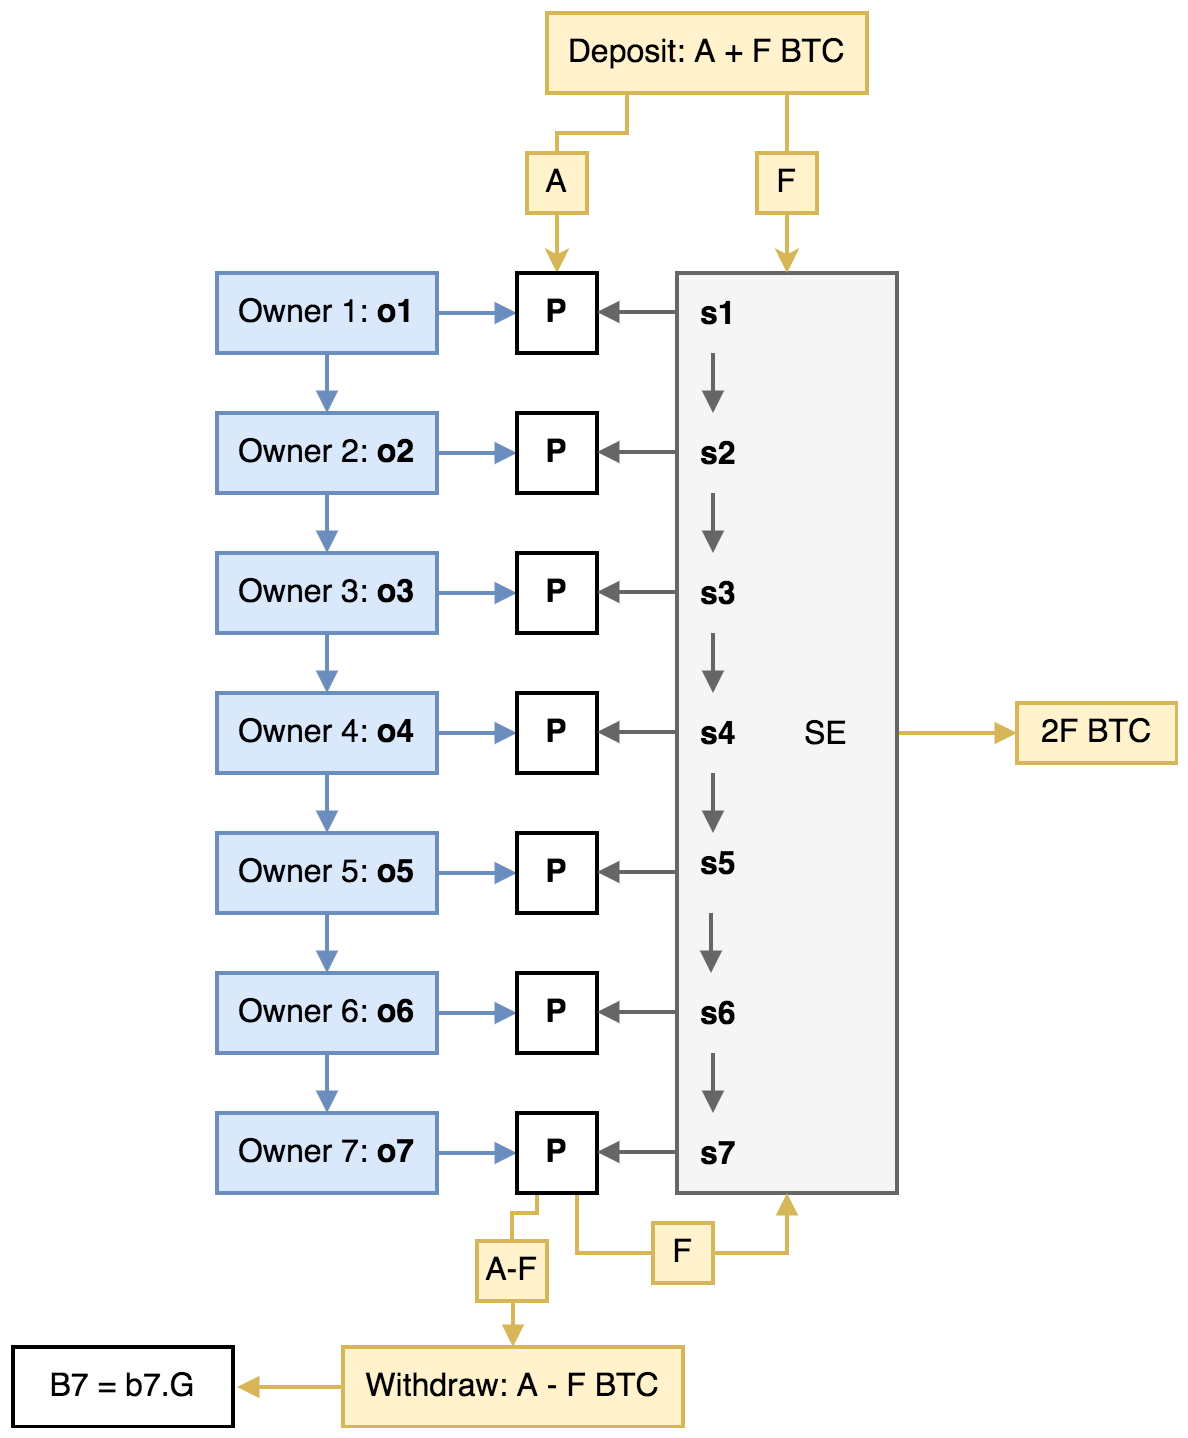 Deposit: A + F BTC
A
F
Owner 1: o1
P
s1
Owner 2: o2
P
s2
Owner 3: o3
P
s3
Owner 4: o4
P
s4
SE
2F BTC
Owner 5: o5
P
s5
Owner 6: o6
P
s6
Owner 7: o7
P
s7
A-F
F
B7 = b7.G
Withdraw: A - F BTC